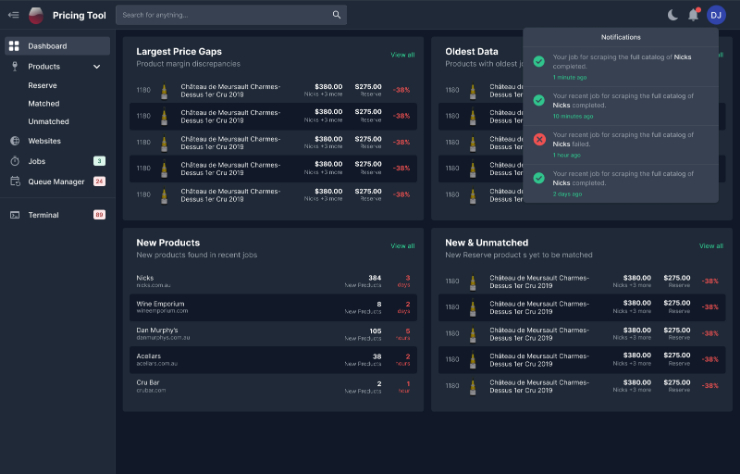 Pricing Tool
Search for anything...
DJ
Dashboard
Products
Reserve
Matched
Unmatched
Websites
Jobs 3
Queue Manager 24
Terminal 89
Largest Price Gaps
View all
Product margin discrepancies
1180 Château de Meursault Charmes- $380.00 $275.00 -38%
Dessus 1er Cru 2019 Nicks +3 more Reserve
1180 Château de Meursault Charmes- $380.00 $275.00 -38%
Dessus 1er Cru 2019 Nicks +3 more Reserve
1180 Château de Meursault Charmes- $380.00 $275.00 -38%
Dessus 1er Cru 2019 Nicks +3 more Reserve
1180 Château de Meursault Charmes- $380.00 $275.00 -38%
Dessus 1er Cru 2019 Nicks +3 more Reserve
1180 Château de Meursault Charmes- $380.00 $275.00 -38%
Dessus 1er Cru 2019 Nicks +3 more Reserve
Oldest Data
Products with oldest
1180 Château de Meursault Charmes-
Dessus 1er Cru 2019
1180
1180
1180
1180 Château de Meursault Charmes-
Dessus 1er Cru 2019
Notifications
Your job for scraping the full catalog of Nicks
completed.
1 minute ago
Your recent job for scraping the full catalog of
Nicks completed.
Your recent job for scraping the full catalog of
Nicks failed.
1 hour ago
Your recent job for scraping the full catalog of
Nicks completed.
days ago
New Products
View all
New products found in recent jobs
Nicks 384 3
nicks.com.au New Products days
Wine Emporium 8 2
wineemporium.com New Products days
Dan Murphy's 105 5
danmurphys.com.au New Products hours
Acellars 38 2
acellars.com.au New Products hours
Cru Bar 2 1
crubar.com New Products hour
New & Unmatched
View all
New Reserve product s yet to be matched
1180 Château de Meursault Charmes- $380.00 $275.00 -38%
Dessus 1er Cru 2019 Nicks +3 more Reserve
1180 Château de Meursault Charmes- $380.00 $275.00 -38%
Dessus 1er Cru 2019 Nicks +3 more Reserve
1180 Château de Meursault Charmes- $380.00 $275.00 -38%
Dessus 1er Cru 2019 Nicks +3 more Reserve
1180 Château de Meursault Charmes- $380.00 $275.00 -38%
Dessus 1er Cru 2019 Nicks +3 more Reserve
1180 Château de Meursault Charmes- $380.00 $275.00 -38%
Dessus 1er Cru 2019 Nicks +3 more Reserve